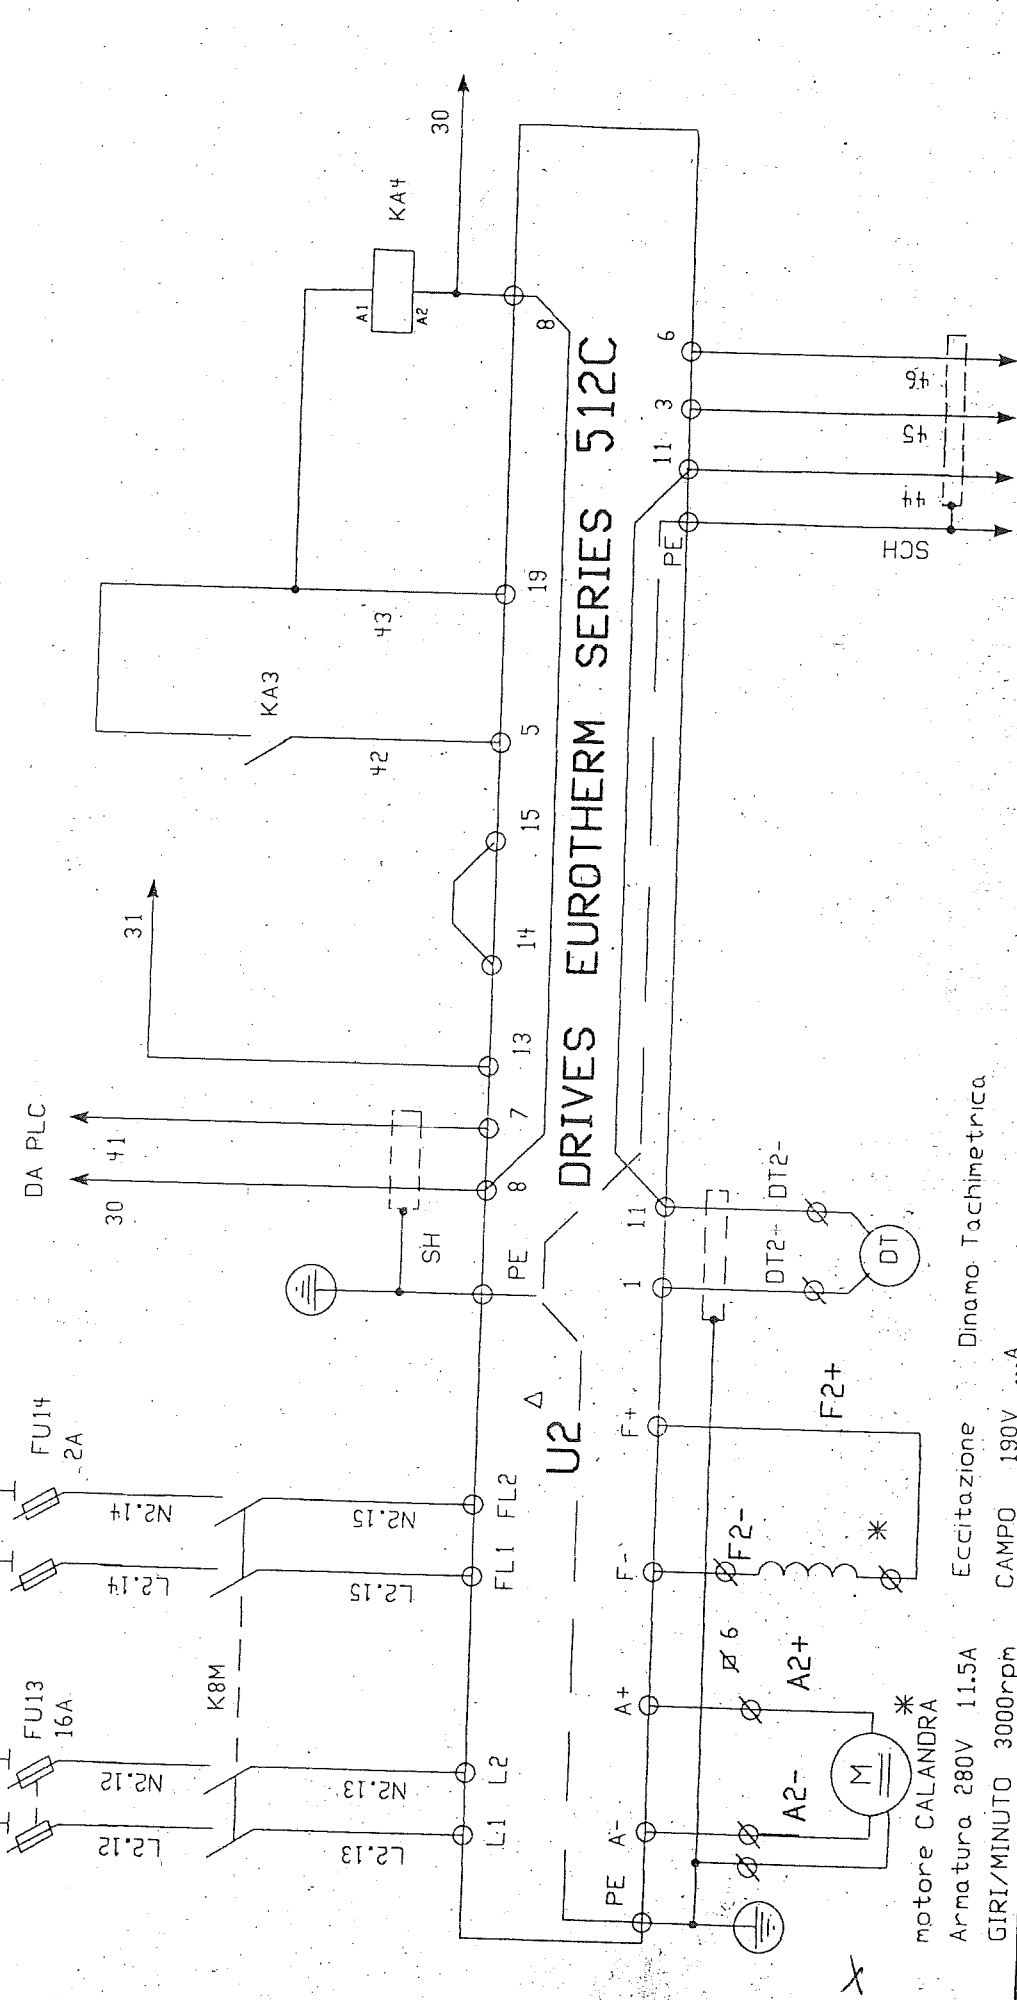 FU13
16A
FU14
2A
DA PLC
L2.12
N2.12
L2.14
N2.14
30
41
31
KA3
KA4
A1
A2
30
K8M
SH
42
43
L2.13
N2.13
L2.15
N2.15
L1
L2
FL1
FL2
PE
8
7
13
14
15
5
19
8
U2
DRIVES EUROTHERM SERIES 512C
PE
A-
A+
F-
F+
1
11
PE
11
3
6
SCH
44
45
46
6
A2-
A2+
F2-
F2+
DT2+
DT2-
M
DT
*
*
motore CALANDRA
Armatura 280V 11.5A Eccitazione Dinamo Tachimetrica
GIRI/MINUTO 3000rpm CAMPO 190V
X